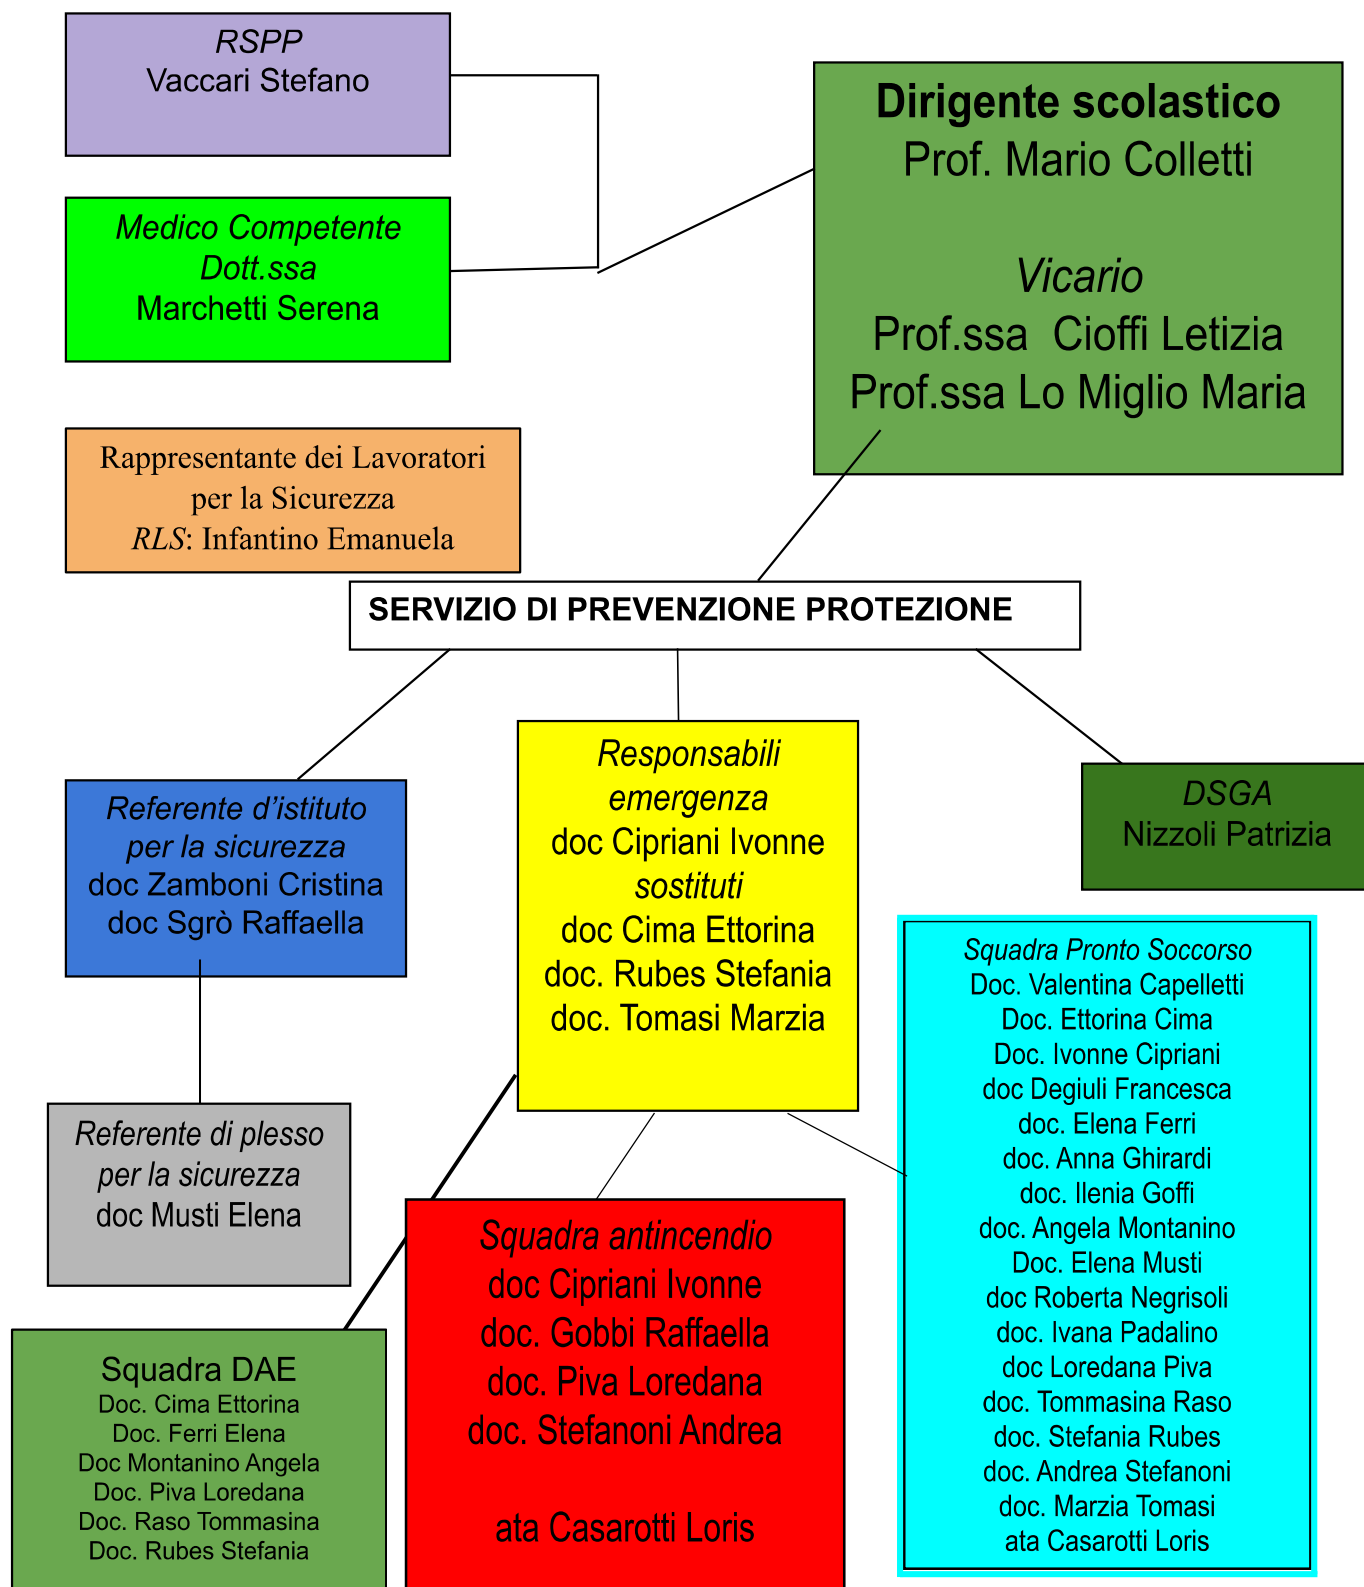 RSPP
Vaccari Stefano
Dirigente scolastico
Prof. Mario Colletti
Vicario
Prof.ssa Cioffi Letizia
Prof.ssa Lo Miglio Maria
Medico Competente
Dott.ssa
Marchetti Serena
Rappresentante dei Lavoratori
per la Sicurezza
RLS: Infantino Emanuela
SERVIZIO DI PREVENZIONE PROTEZIONE
Referente d’istituto
per la sicurezza
doc Zamboni Cristina
doc Sgrò Raffaella
Responsabili
emergenza
doc Cipriani Ivonne
sostituti
doc Cima Ettorina
doc. Rubes Stefania
doc. Tomasi Marzia
DSGA
Nizzoli Patrizia
Referente di plesso
per la sicurezza
doc Musti Elena
Squadra DAE
Doc. Cima Ettorina
Doc. Ferri Elena
Doc Montanino Angela
Doc. Piva Loredana
Doc. Raso Tommasina
Doc. Rubes Stefania
Squadra antincendio
doc Cipriani Ivonne
doc. Gobbi Raffaella
doc. Piva Loredana
doc. Stefanoni Andrea
ata Casarotti Loris
Squadra Pronto Soccorso
Doc. Valentina Capelletti
Doc. Ettorina Cima
Doc. Ivonne Cipriani
doc Degiuli Francesca
doc. Elena Ferri
doc. Anna Ghirardi
doc. Ilenia Goffi
doc. Angela Montanino
Doc. Elena Musti
doc Roberta Negrisoli
doc. Ivana Padalino
doc Loredana Piva
doc. Tommasina Raso
doc. Stefania Rubes
doc. Andrea Stefanoni
doc. Marzia Tomasi
ata Casarotti Loris